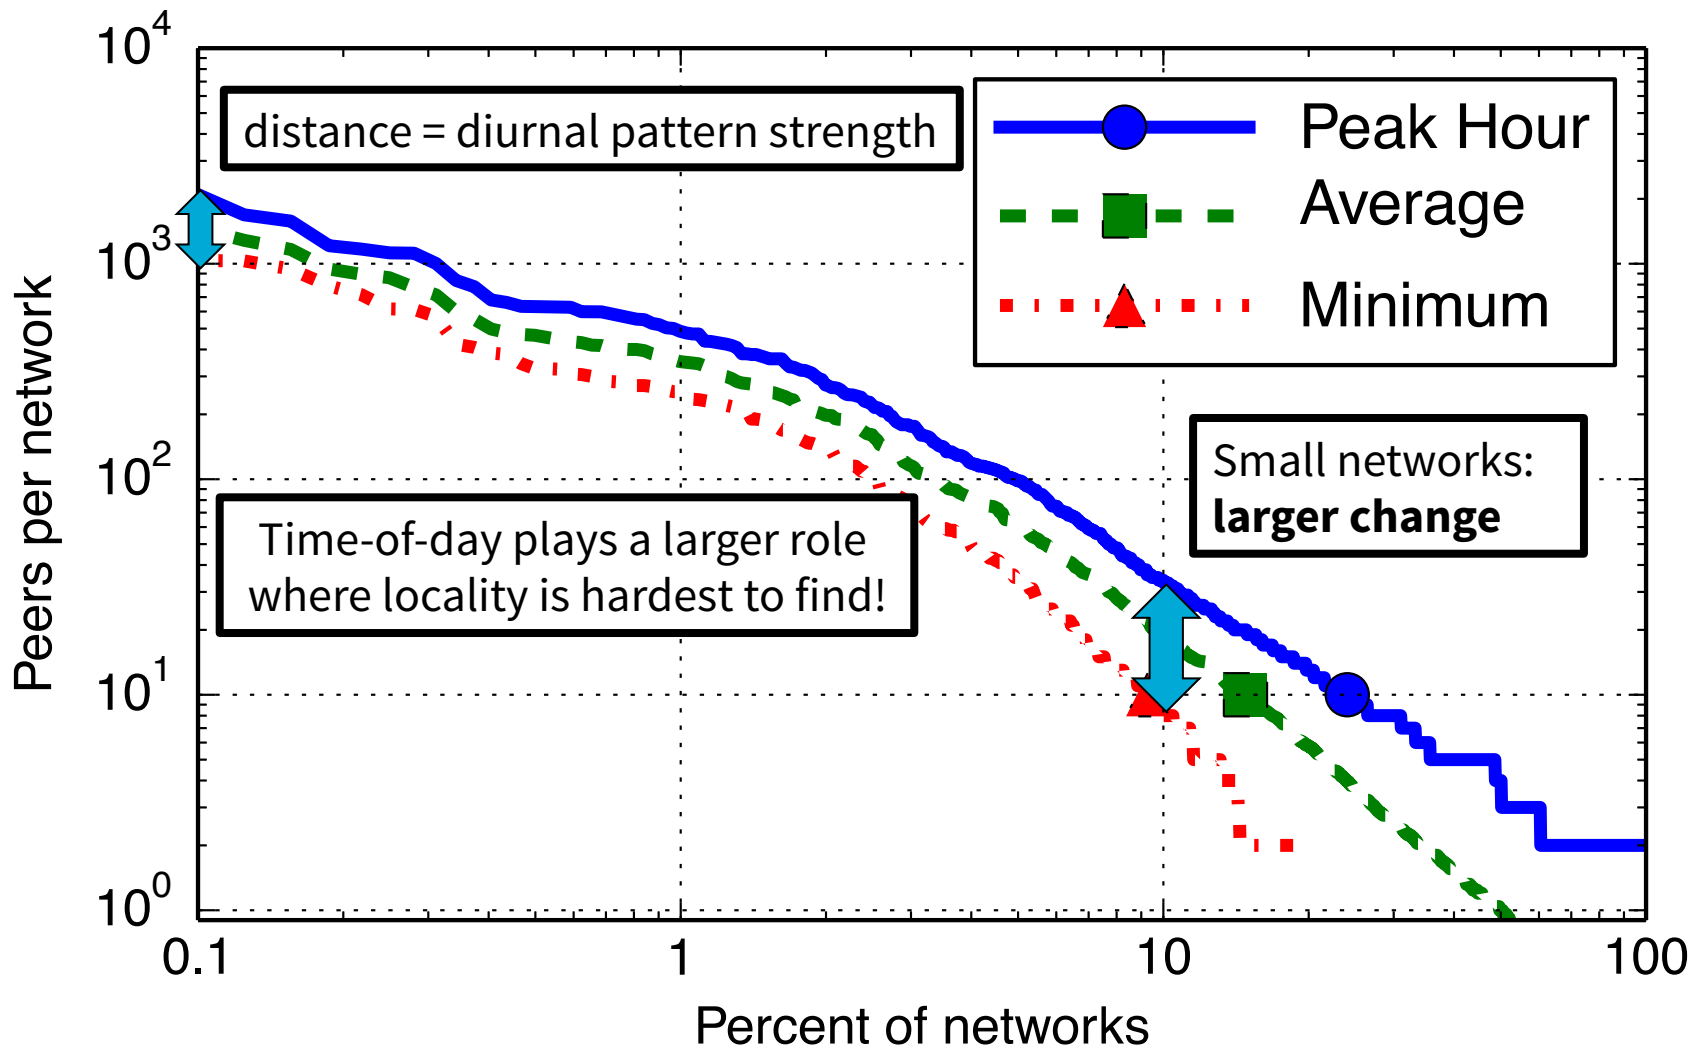 10^4
distance = diurnal pattern strength
Peak Hour
Average
Minimum
10^3
Peers per network
Small networks:
larger change
10^2
Time-of-day plays a larger role
where locality is hardest to find!
10^1
10^0
0.1
1
10
100
Percent of networks